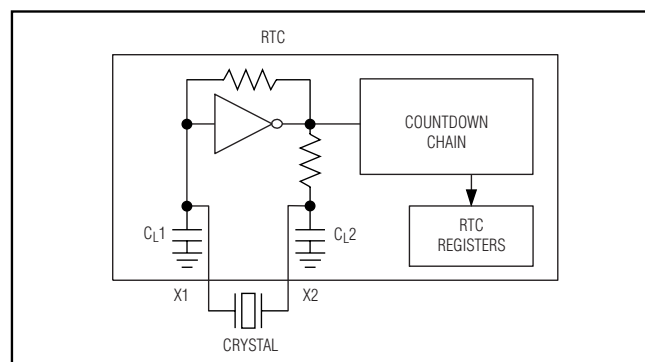 RTC
COUNTDOWN
CHAIN
RTC
REGISTERS
CL1
CL2
X1
X2
CRYSTAL